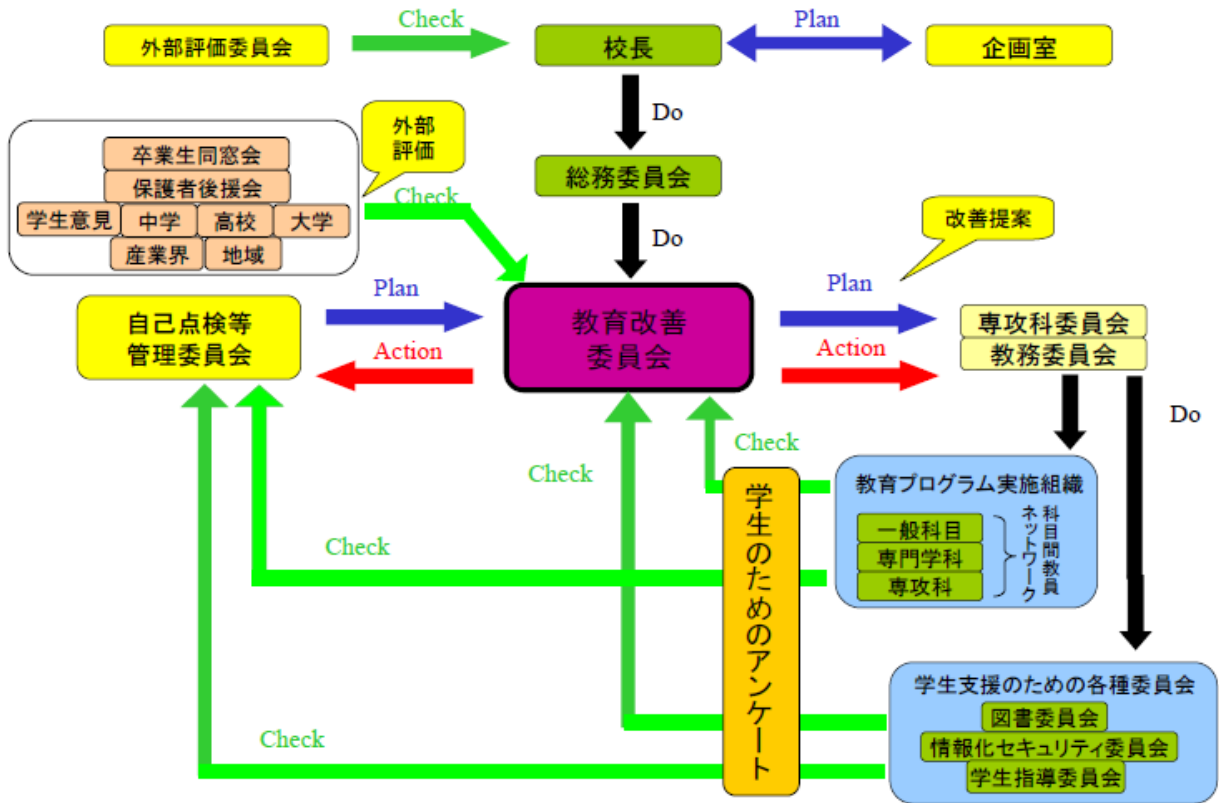 外部評価委員会
Check
校長
Plan
企画室
Do
外部
評価
卒業生同窓会
保護者後援会
学生意見
中学
高校
大学
産業界
地域
Check
総務委員会
Do
改善提案
自己点検等
管理委員会
Plan
Action
教育改善
委員会
Plan
Action
専攻科委員会
教務委員会
Do
Check
Check
学生のためのアンケート
教育プログラム実施組織
一般科目
専門学科
専攻科
科目間教員
ネットワーク
Check
学生支援のための各種委員会
図書委員会
情報化セキュリティ委員会
学生指導委員会
Check